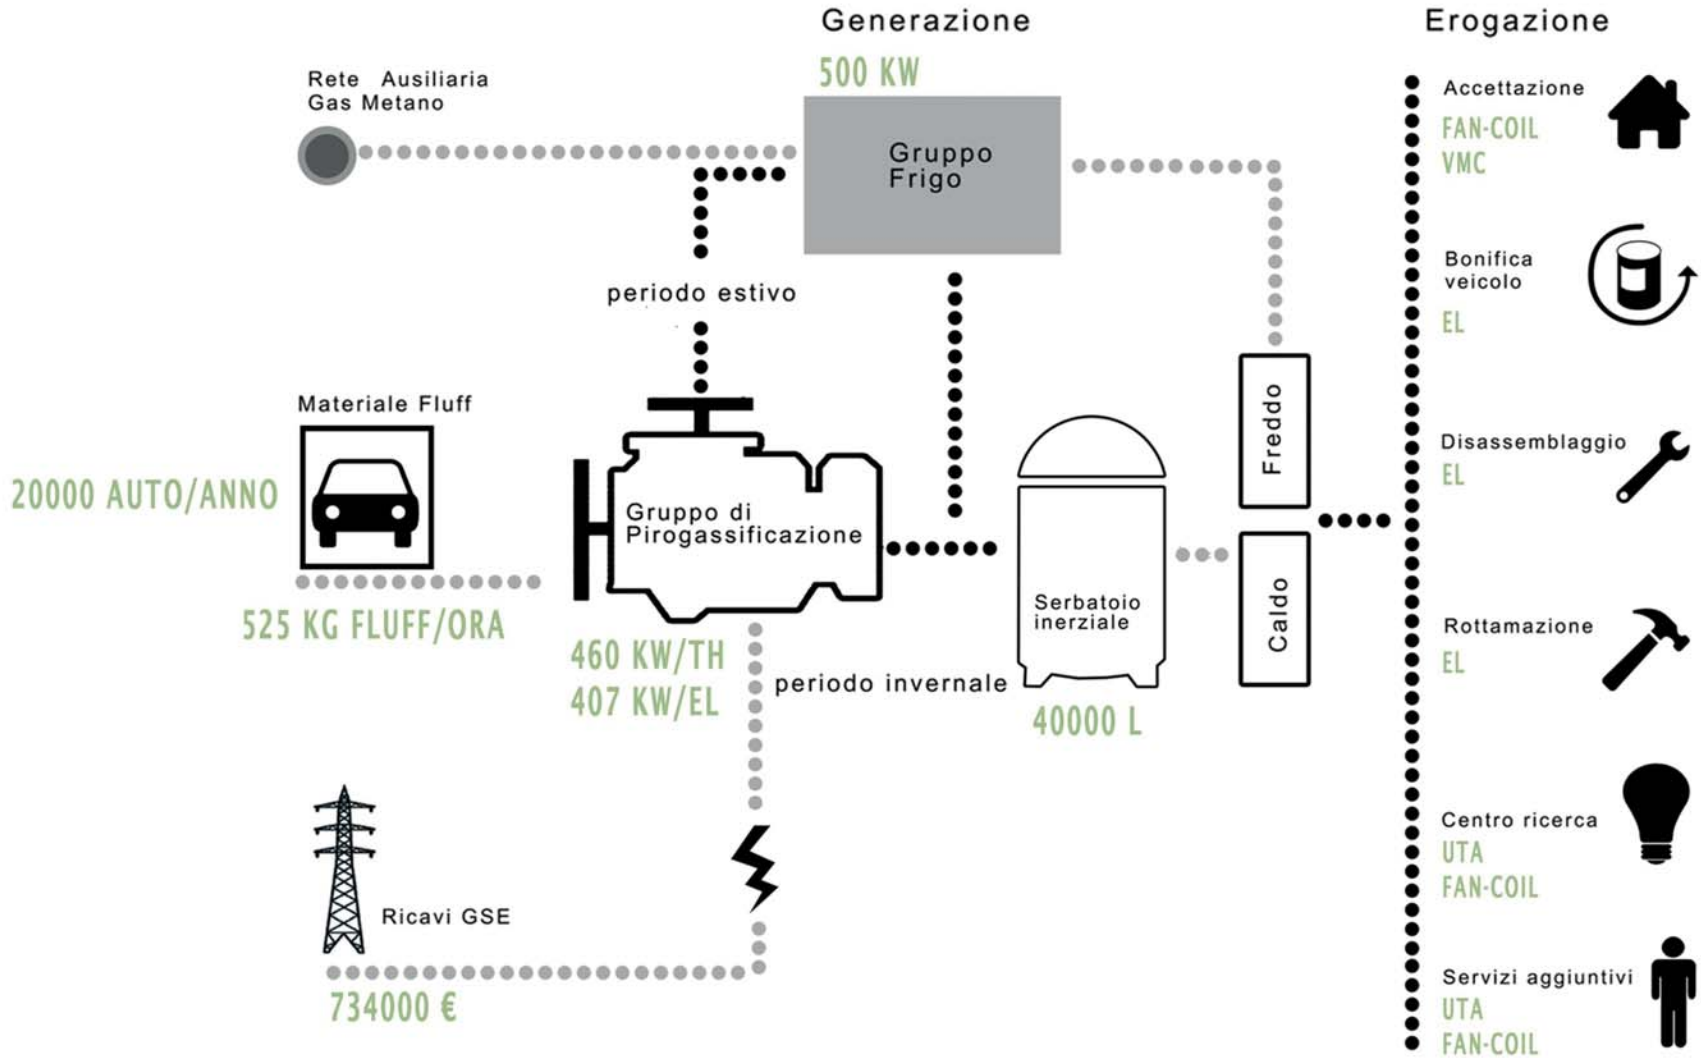 Generazione
Erogazione
500 KW
Rete Ausiliaria
Gas Metano
Gruppo
Frigo
periodo estivo
Materiale Fluff
20000 AUTO/ANNO
525 KG FLUFF/ORA
Gruppo di
Pirogassificazione
460 KW/TH
407 KW/EL
periodo invernale
Serbatoio
inerziale
40000 L
Freddo
Caldo
Ricavi GSE
734000 €
Accettazione
FAN-COIL
VMC
Bonifica
veicolo
EL
Disassemblaggio
EL
Rottamazione
EL
Centro ricerca
UTA
FAN-COIL
Servizi aggiuntivi
UTA
FAN-COIL